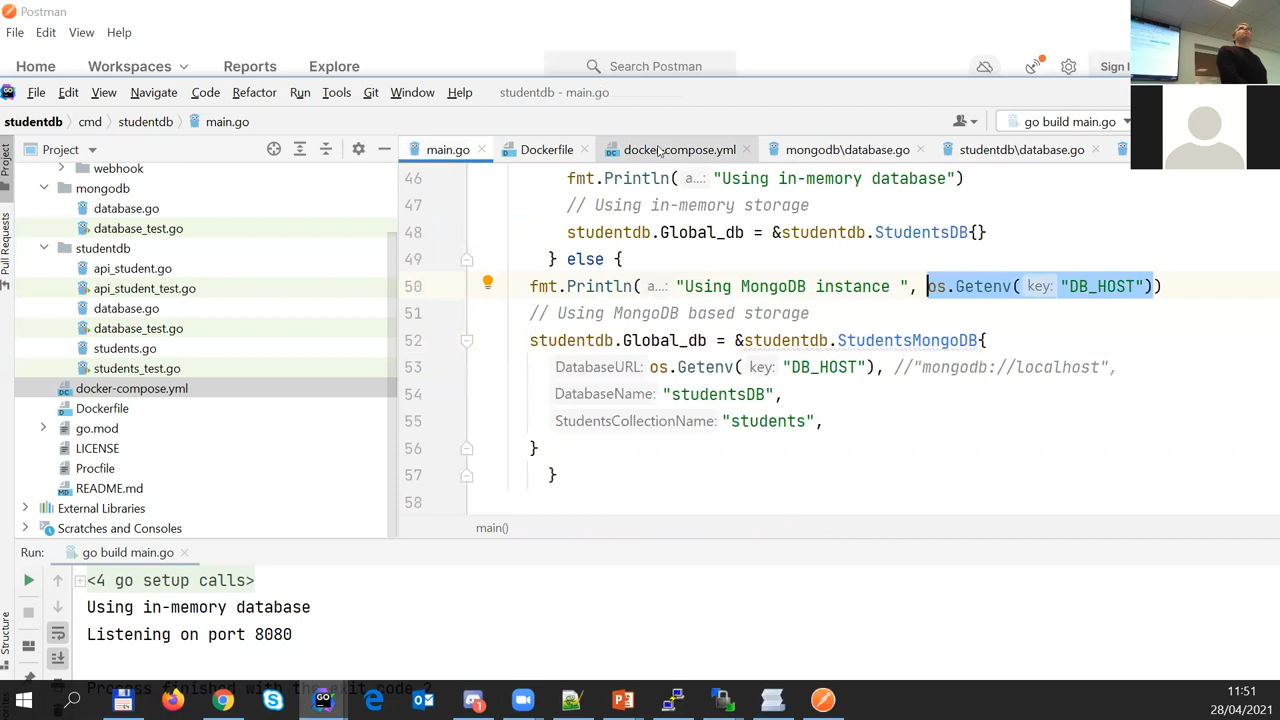 Postman
File Edit View Help
Home Workspaces Reports Explore Search Postman Sign I
File Edit View Navigate Code Refactor Run Tools Git Window Help studentdb - main.go
studentdb cmd studentdb main.go go build main.go
Project main.go Dockerfile docker-compose.yml mongodb\database.go studentdb\database.go
Project
Pull Requests
Structure
webhook
mongodb
database.go
database_test.go
studentdb
api_student.go
api_student_test.go
database.go
database_test.go
students.go
students_test.go
docker-compose.yml
Dockerfile
go.mod
LICENSE
Procfile
README.md
External Libraries
Scratches and Consoles
46 fmt.Println( a...: "Using in-memory database")
47 // Using in-memory storage
48 studentdb.Global_db = &studentdb.StudentsDB{}
49 } else {
50 fmt.Println( a...: "Using MongoDB instance ", os.Getenv( key: "DB_HOST"))
51 // Using MongoDB based storage
52 studentdb.Global_db = &studentdb.StudentsMongoDB{
53 DatabaseURL: os.Getenv( key: "DB_HOST"), //"mongodb://localhost",
54 DatabaseName: "studentsDB",
55 StudentsCollectionName: "students",
56 }
57 }
58
main()
Run: go build main.go
<4 go setup calls>
Using in-memory database
Listening on port 8080
Process finished with the exit code 2
11:51
28/04/2021